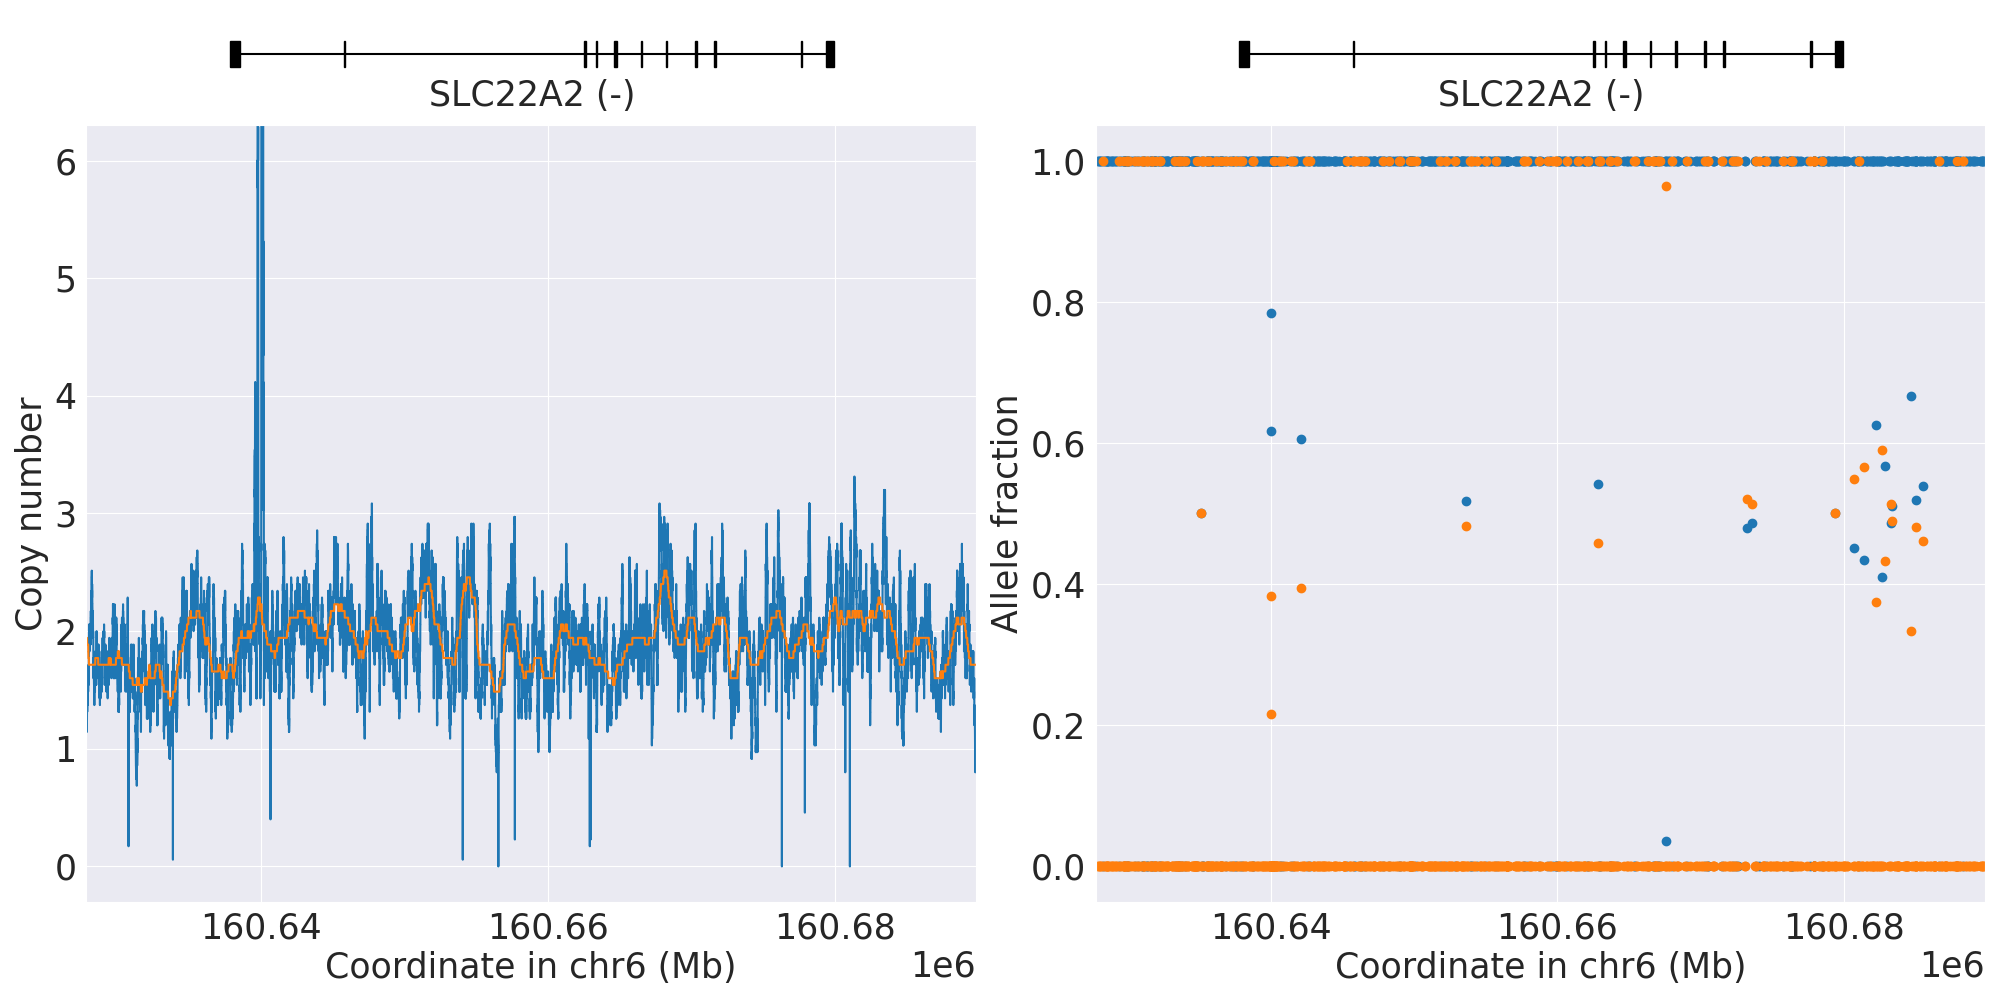 SLC22A2 (-)
6
5
4
3
2
1
0
Copy number
160.64
160.66
160.68
Coordinate in chr6 (Mb)
1e6
SLC22A2 (-)
1.0
0.8
0.6
0.4
0.2
0.0
Allele fraction
160.64
160.66
160.68
Coordinate in chr6 (Mb)
1e6